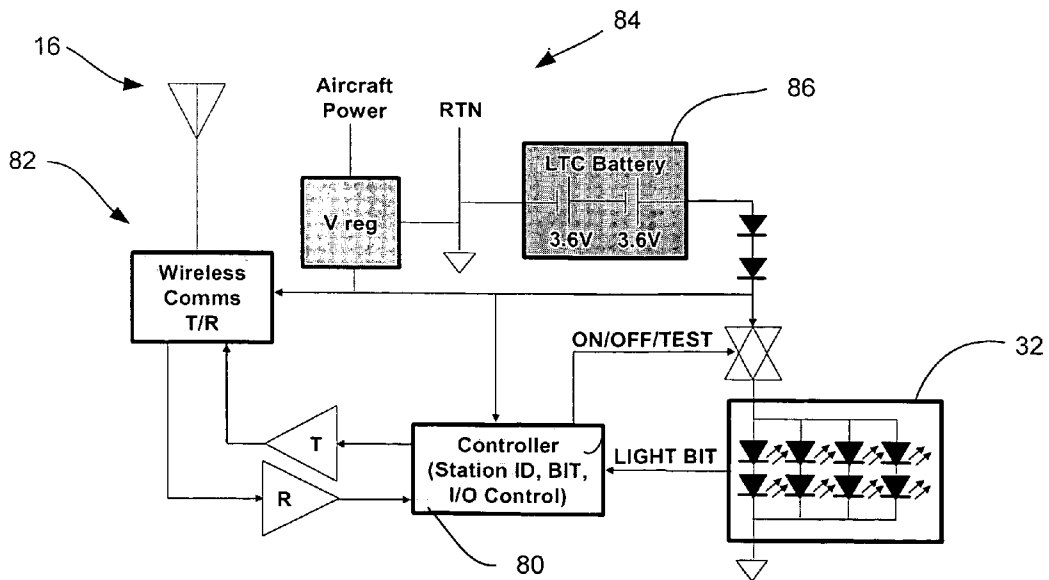 84
16
Aircraft
Power
RTN
86
82
LTC Battery
V reg
3.6V 3.6V
Wireless
Comms
T/R
ON/OFF/TEST
32
T
Controller
(Station ID, BIT,
I/O Control)
LIGHT BIT
R
80